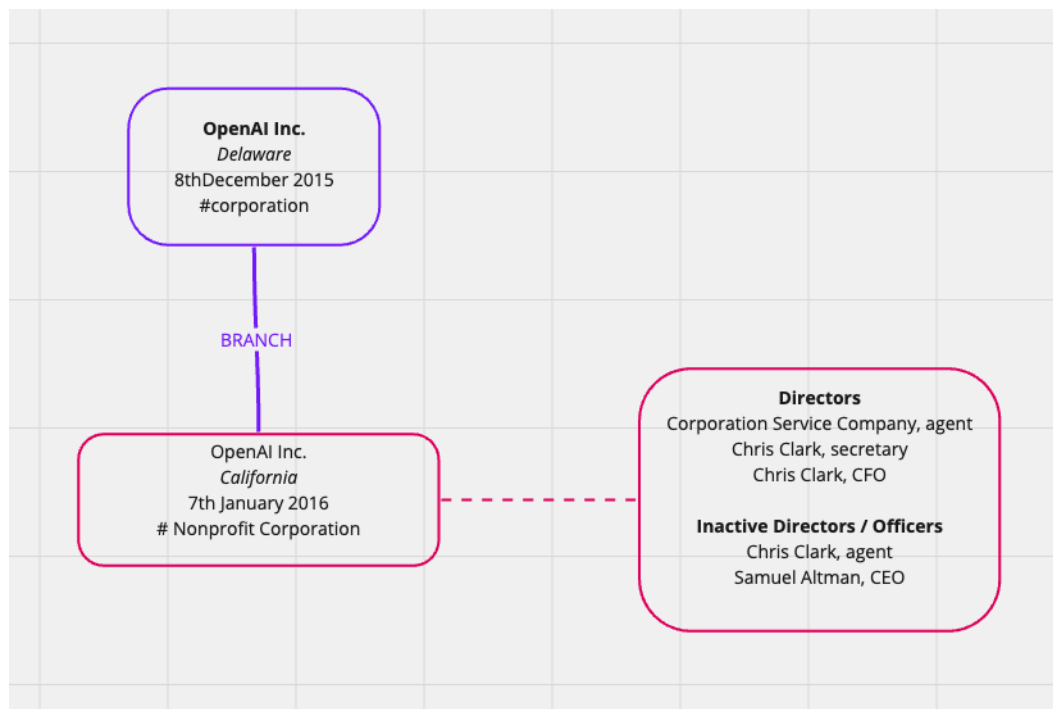 OpenAI Inc.
Delaware
8thDecember 2015
#corporation
BRANCH
OpenAI Inc.
California
7th January 2016
# Nonprofit Corporation
Directors
Corporation Service Company, agent
Chris Clark, secretary
Chris Clark, CFO
Inactive Directors / Officers
Chris Clark, agent
Samuel Altman, CEO